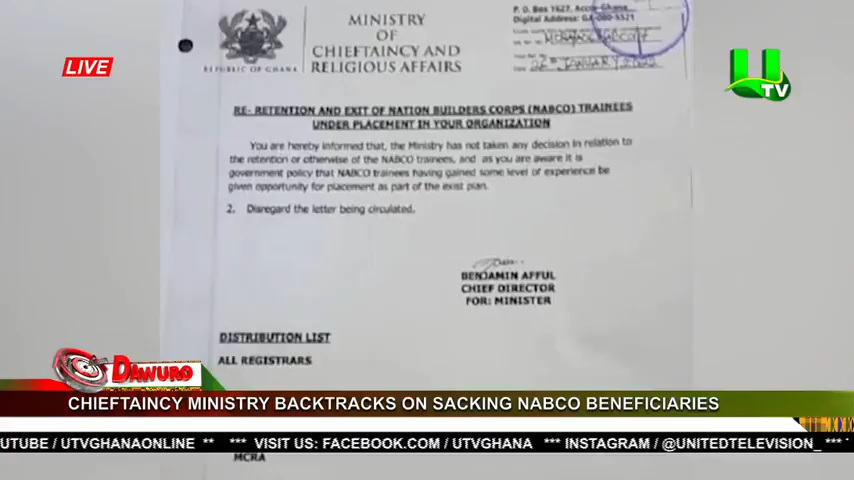 LIVE
REPUBLIC OF GHANA
MINISTRY
OF
CHIEFTAINCY AND
RELIGIOUS AFFAIRS
P. O. Box 1627, Accra-Ghana
Digital Address: GA-080-5521
22nd JANUARY 2022
U
TV
RE- RETENTION AND EXIT OF NATION BUILDERS CORPS (NABCO) TRAINEES
UNDER PLACEMENT IN YOUR ORGANIZATION
You are hereby informed that, the Ministry has not taken any decision in relation to
the retention or otherwise of the NABCO trainees, and as you are aware it is
government policy that NABCO trainees having gained some level of experience be
given opportunity for placement as part of the exist plan.
2. Disregard the letter being circulated.
BENJAMIN AFFUL
CHIEF DIRECTOR
FOR: MINISTER
DISTRIBUTION LIST
ALL REGISTRARS
DAWURO
CHIEFTAINCY MINISTRY BACKTRACKS ON SACKING NABCO BENEFICIARIES
UTUBE / UTVGHANAONLINE ** *** VISIT US: FACEBOOK.COM / UTVGHANA *** INSTAGRAM / @UNITEDTELEVISION_ ***
MCRA